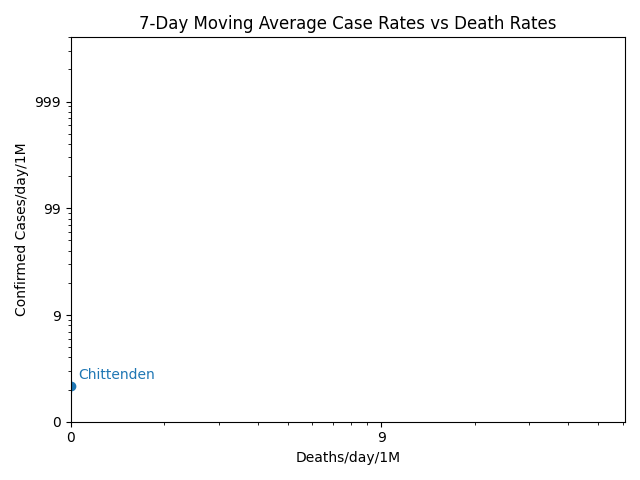 7-Day Moving Average Case Rates vs Death Rates
Confirmed Cases/day/1M
999
99
9
0
Chittenden
0 9
Deaths/day/1M